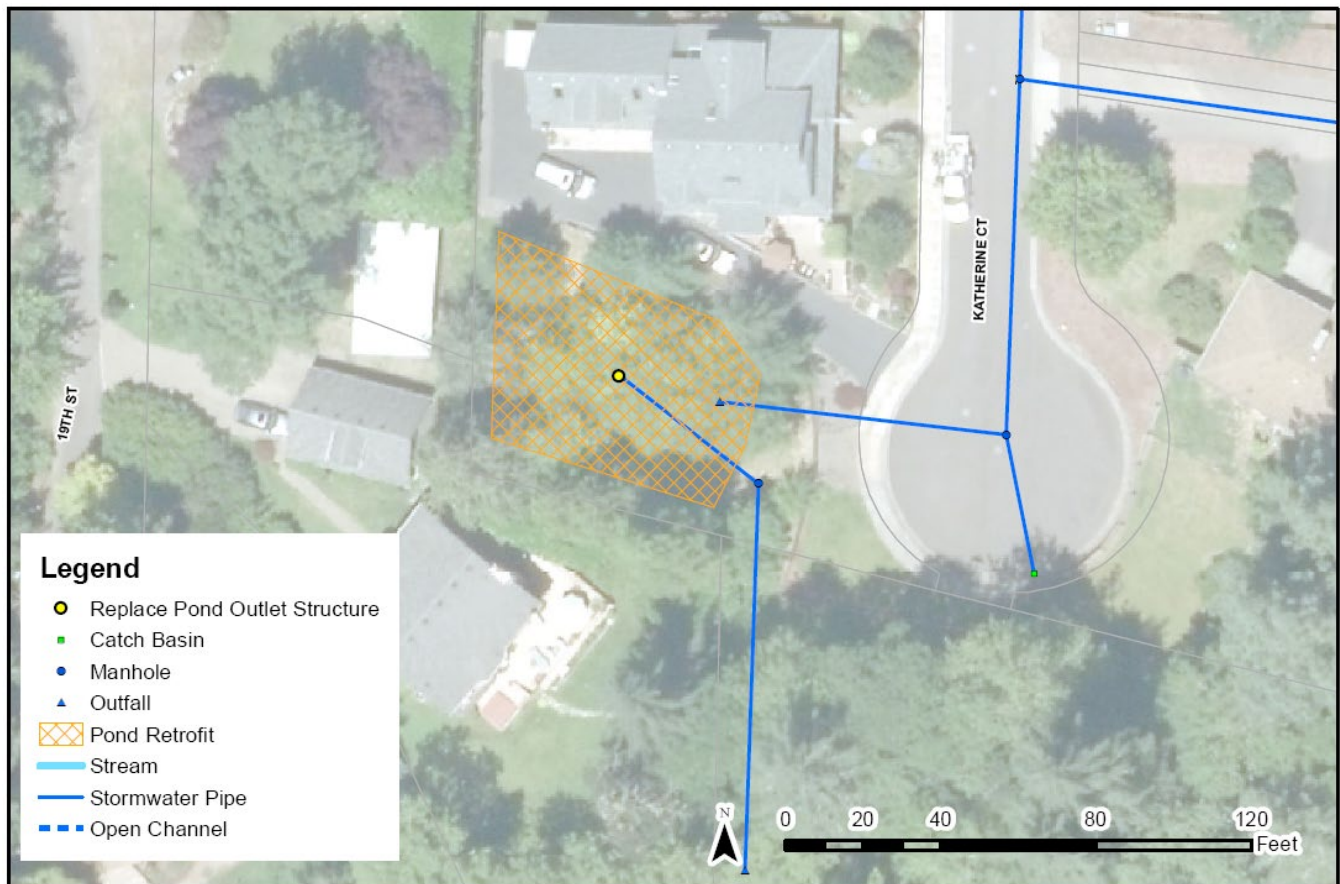 KATHERINE CT
19TH ST
Legend
Replace Pond Outlet Structure
Catch Basin
Manhole
Outfall
Pond Retrofit
Stream
Stormwater Pipe
Open Channel
N
0 20 40 80 120
Feet